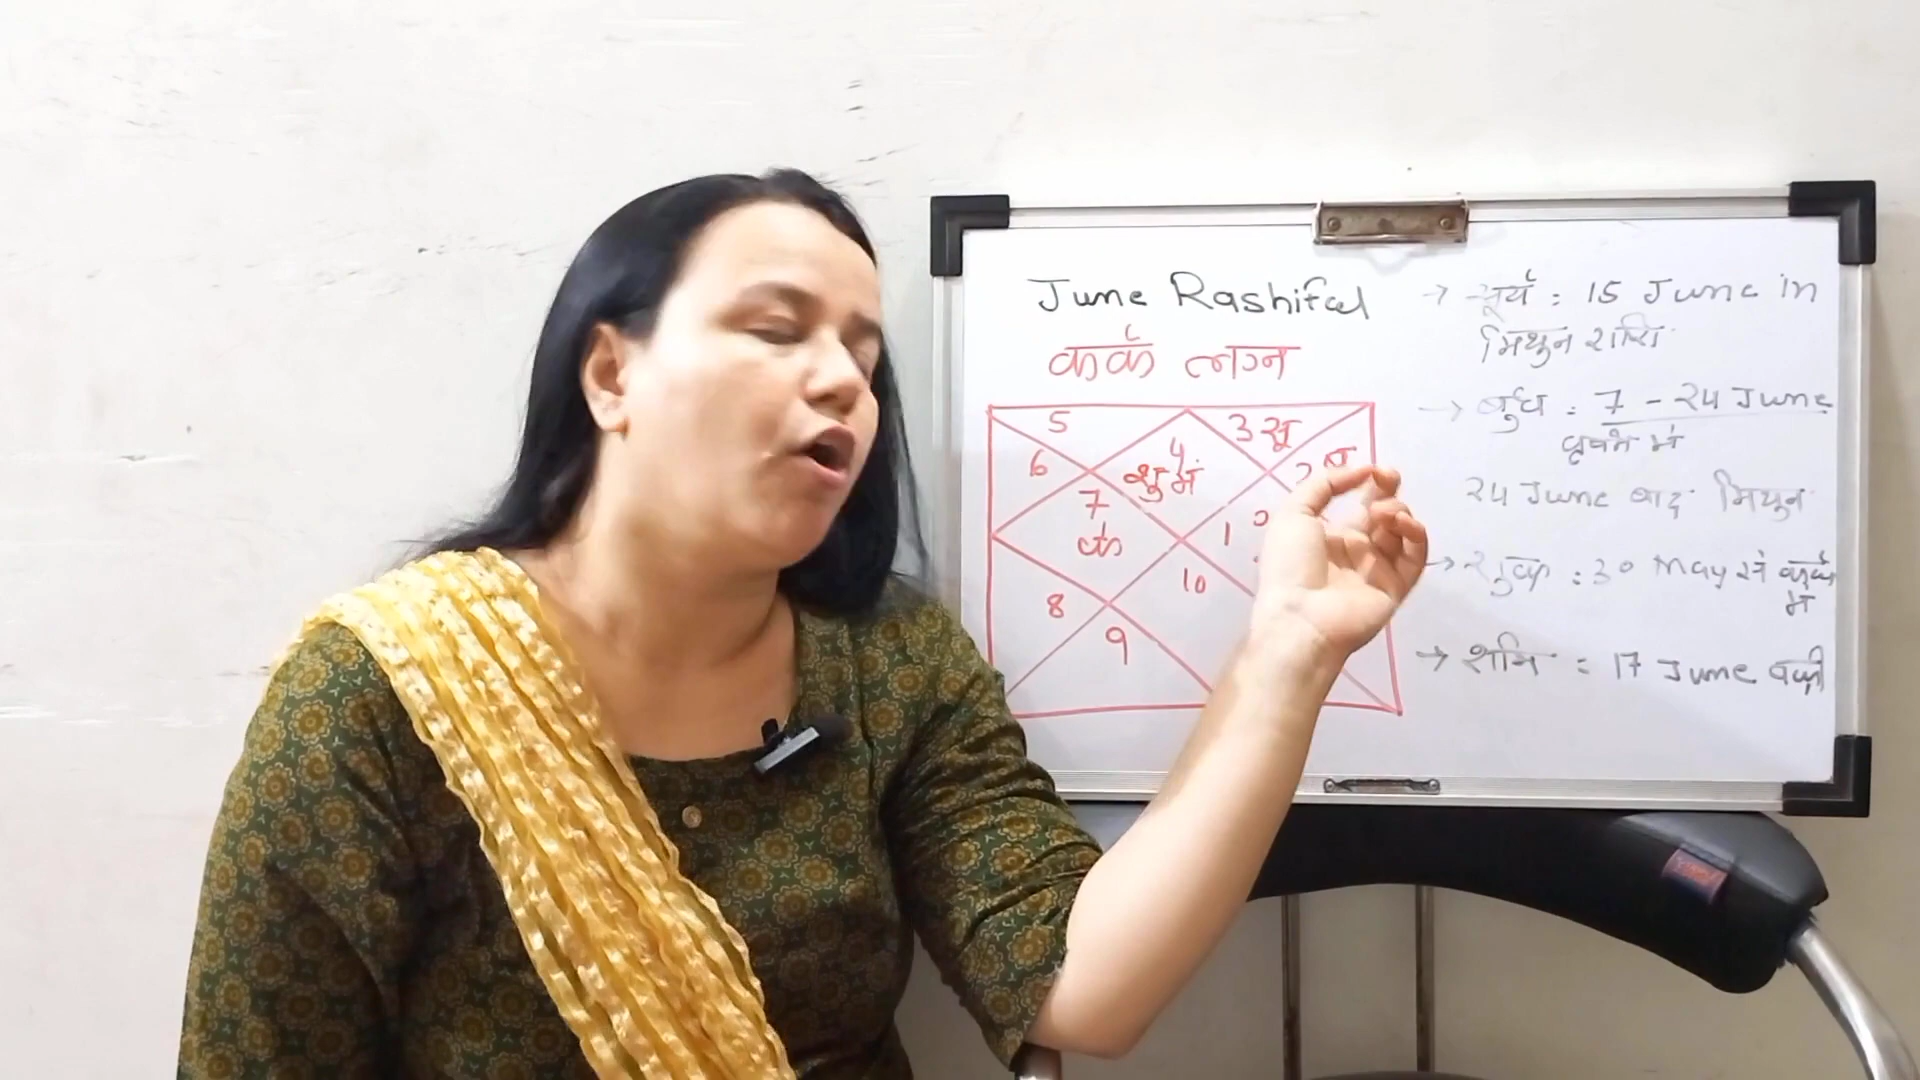 June Rashifal
कर्क लग्न
5
4
3 सू
6
शु मं
2
7
के
1
10
8
9
→ सूर्य : 15 June in
मिथुन राशि
→ बुध : 7 - 24 June
वृषभ में
24 June बाद मिथुन
→ शुक्र : 30 May से कर्क
में
→ शनि = 17 June वक्री